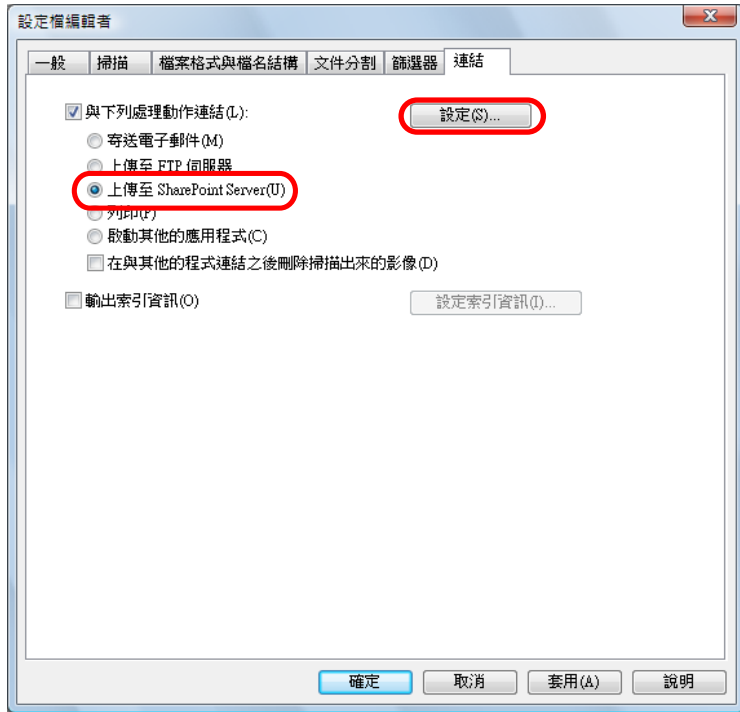 設定檔編輯者
一般 掃描 檔案格式與檔名結構 文件分割 篩選器 連結
與下列處理動作連結(L): 設定(S)...
寄送電子郵件(M)
上傳至 FTP 伺服器
上傳至 SharePoint Server(U)
列印(P)
啟動其他的應用程式(C)
在與其他的程式連結之後刪除掃描出來的影像(D)
輸出索引資訊(O) 設定索引資訊(I)...
確定 取消 套用(A) 說明